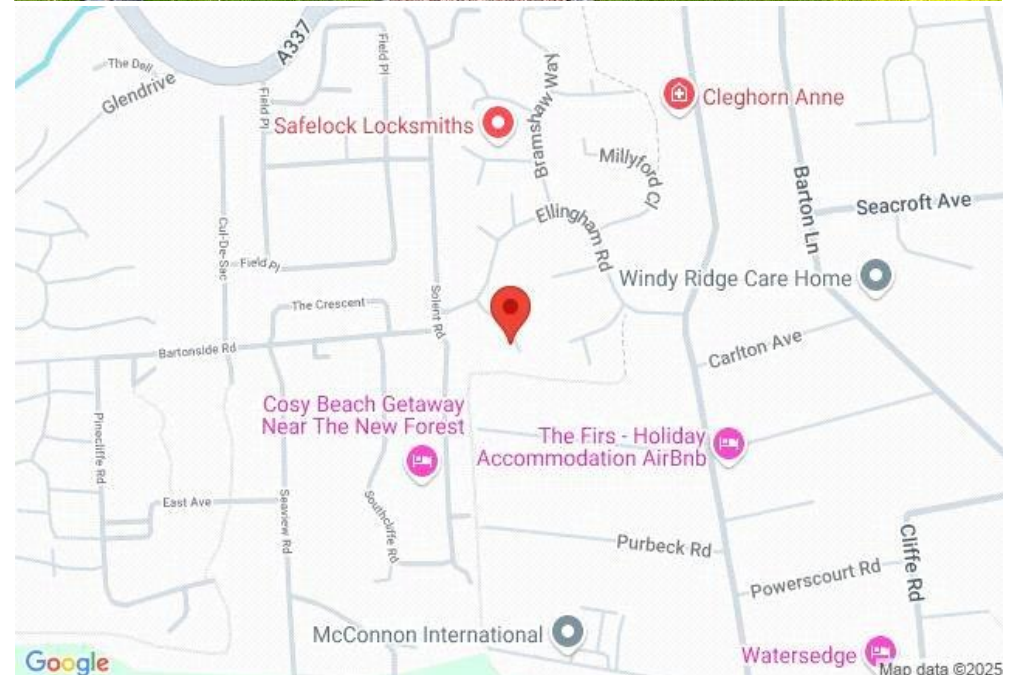 A337
Field Pl
Field Pl
The Dell
Glendrive
Bramshaw Way
Cleghorn Anne
Safelock Locksmiths
Millyford Cl
Barton Ln
Seacroft Ave
Ellingham Rd
Cul-De-Sac
Field Pl
Windy Ridge Care Home
Solent Rd
The Crescent
Carlton Ave
Bartonside Rd
Cosy Beach Getaway
Near The New Forest
The Firs - Holiday
Accommodation AirBnb
Pinecliffe Rd
East Ave
Seaview Rd
Southcliffe Rd
Purbeck Rd
Cliffe Rd
Powerscourt Rd
McConnon International
Watersedge
Google
Map data ©2025